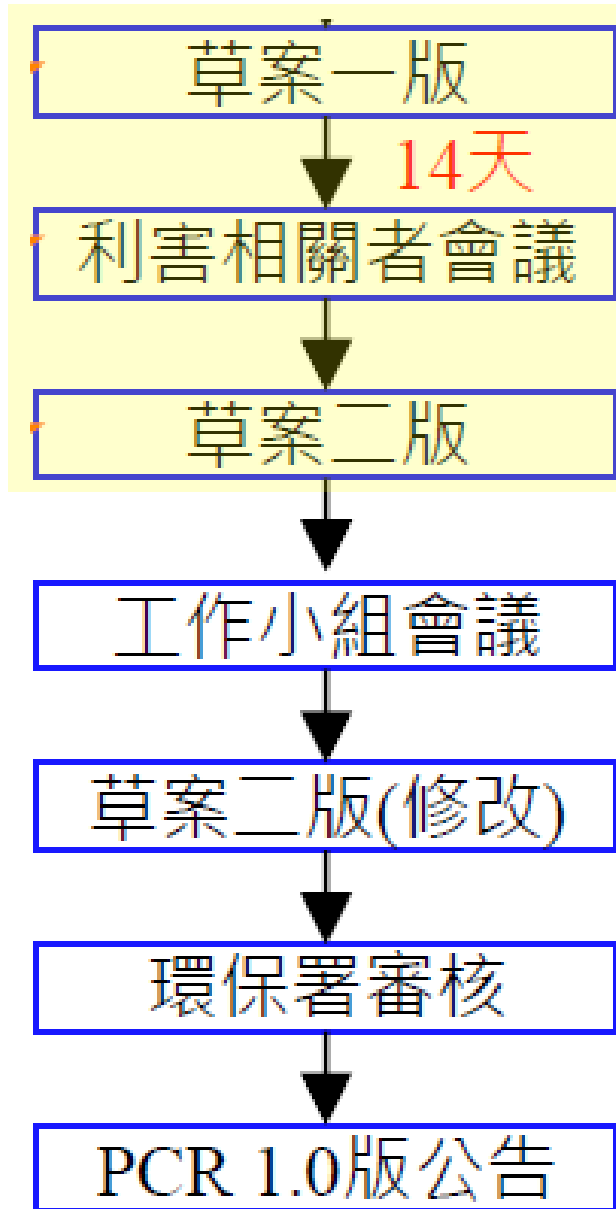 草案一版
14天
利害相關者會議
草案二版
工作小組會議
草案二版(修改)
環保署審核
PCR 1.0版公告